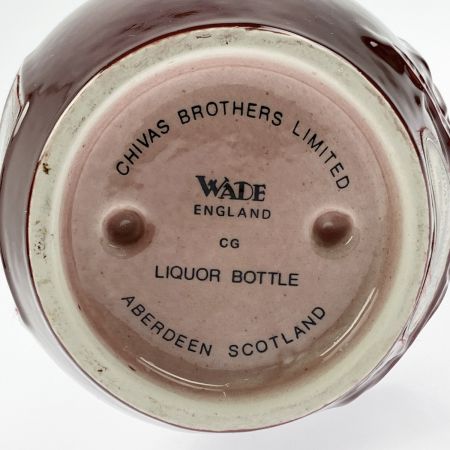 CHIVAS BROTHERS LIMITED
WADE
ENGLAND
CG
LIQUOR BOTTLE
ABERDEEN SCOTLAND